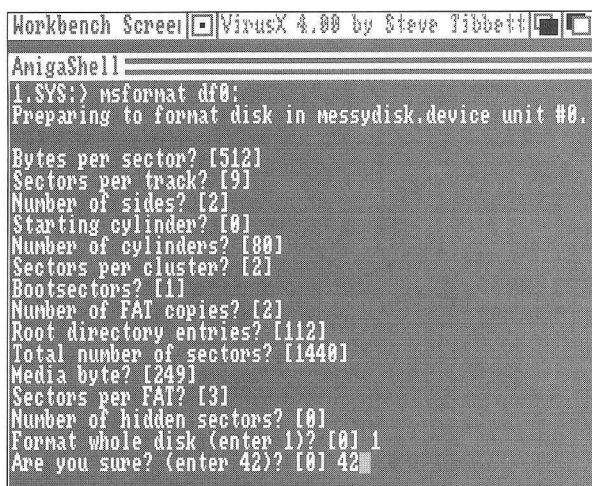 Workbench Screen VirusX 4.00 by Steve Tibbett
AmigaShell
1.SYS:> msformat df0:
Preparing to format disk in messydisk.device unit #0.
Bytes per sector? [512]
Sectors per track? [9]
Number of sides? [2]
Starting cylinder? [0]
Number of cylinders? [80]
Sectors per cluster? [2]
Bootsectors? [1]
Number of FAT copies? [2]
Root directory entries? [112]
Total number of sectors? [1440]
Media byte? [249]
Sectors per FAT? [3]
Number of hidden sectors? [0]
Format whole disk (enter 1)? [0] 1
Are you sure? (enter 42)? [0] 42